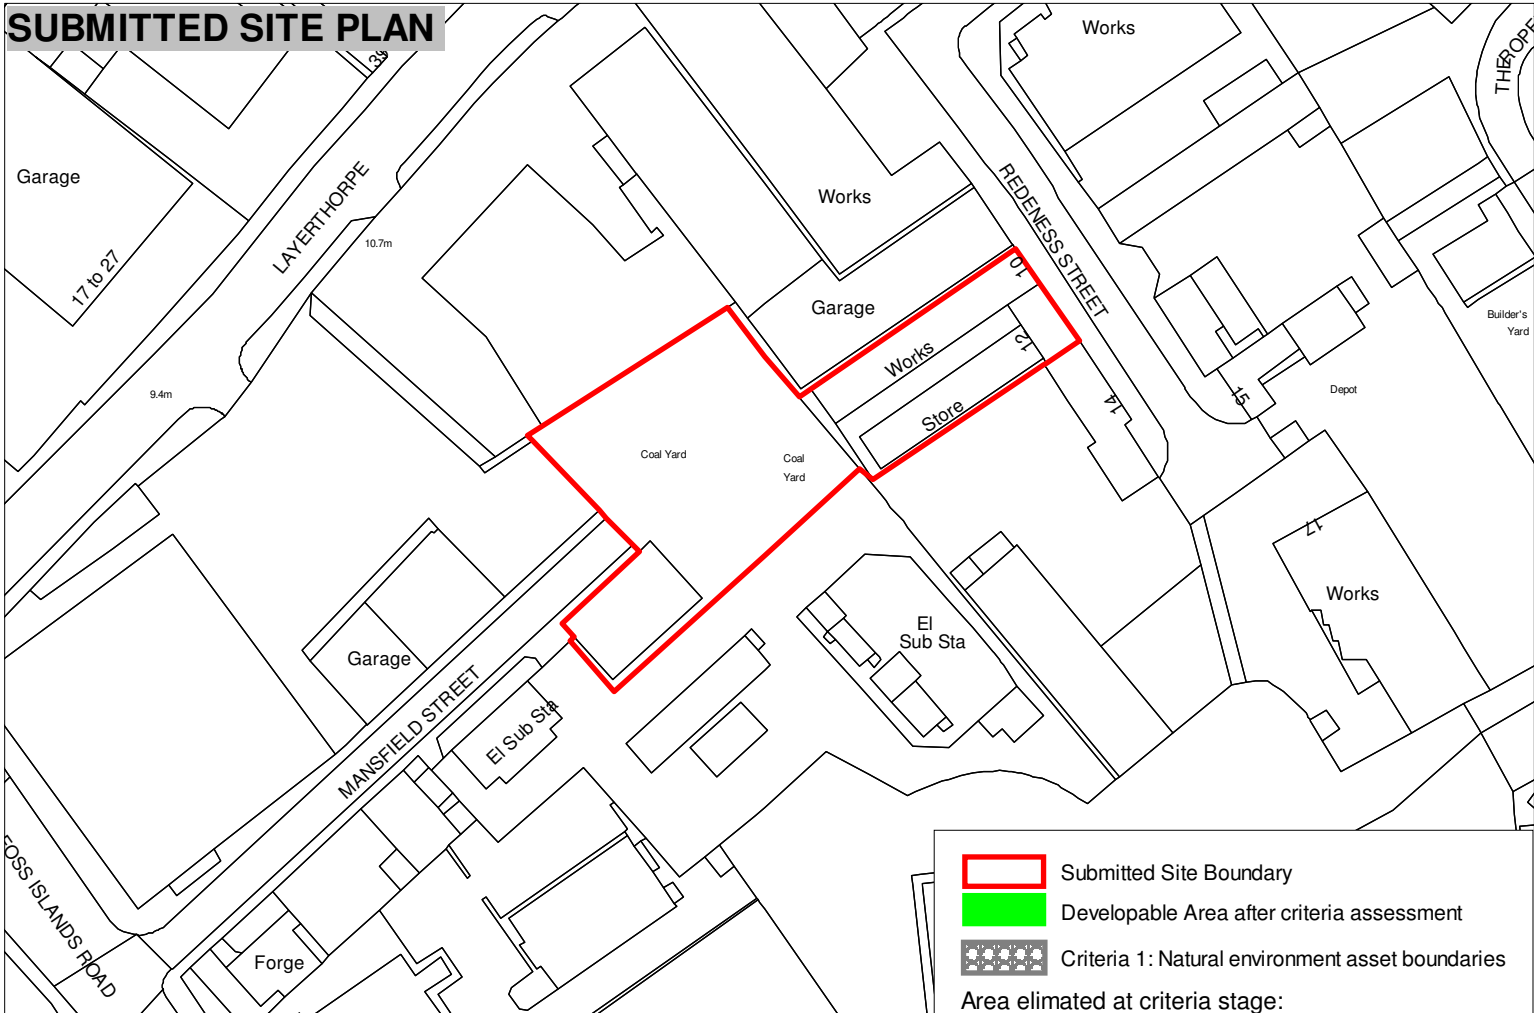 SUBMITTED SITE PLAN
39
Works
THE ROPE
Garage
LAYERTHORPE
10.7m
17 to 27
9.4m
Works
REDENESS STREET
10
Garage
Works
12
Store
14
15
Builder's
Yard
Depot
Coal Yard
Coal
Yard
17
Works
El
Sub Sta
Garage
MANSFIELD STREET
El Sub Sta
FOSS ISLANDS ROAD
Forge
Submitted Site Boundary
Developable Area after criteria assessment
Criteria 1: Natural environment asset boundaries
Area elimated at criteria stage: